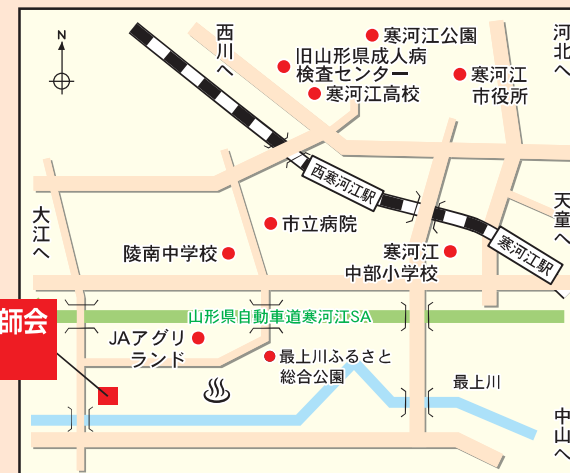 N
西川へ
寒河江公園
旧山形県成人病
検査センター
寒河江高校
寒河江
市役所
河北へ
西寒河江駅
大江へ
市立病院
陵南中学校
寒河江
中部小学校
寒河江駅
天童へ
山形県自動車道寒河江SA
師会
JAアグリ
ランド
最上川ふるさと
総合公園
最上川
中山へ